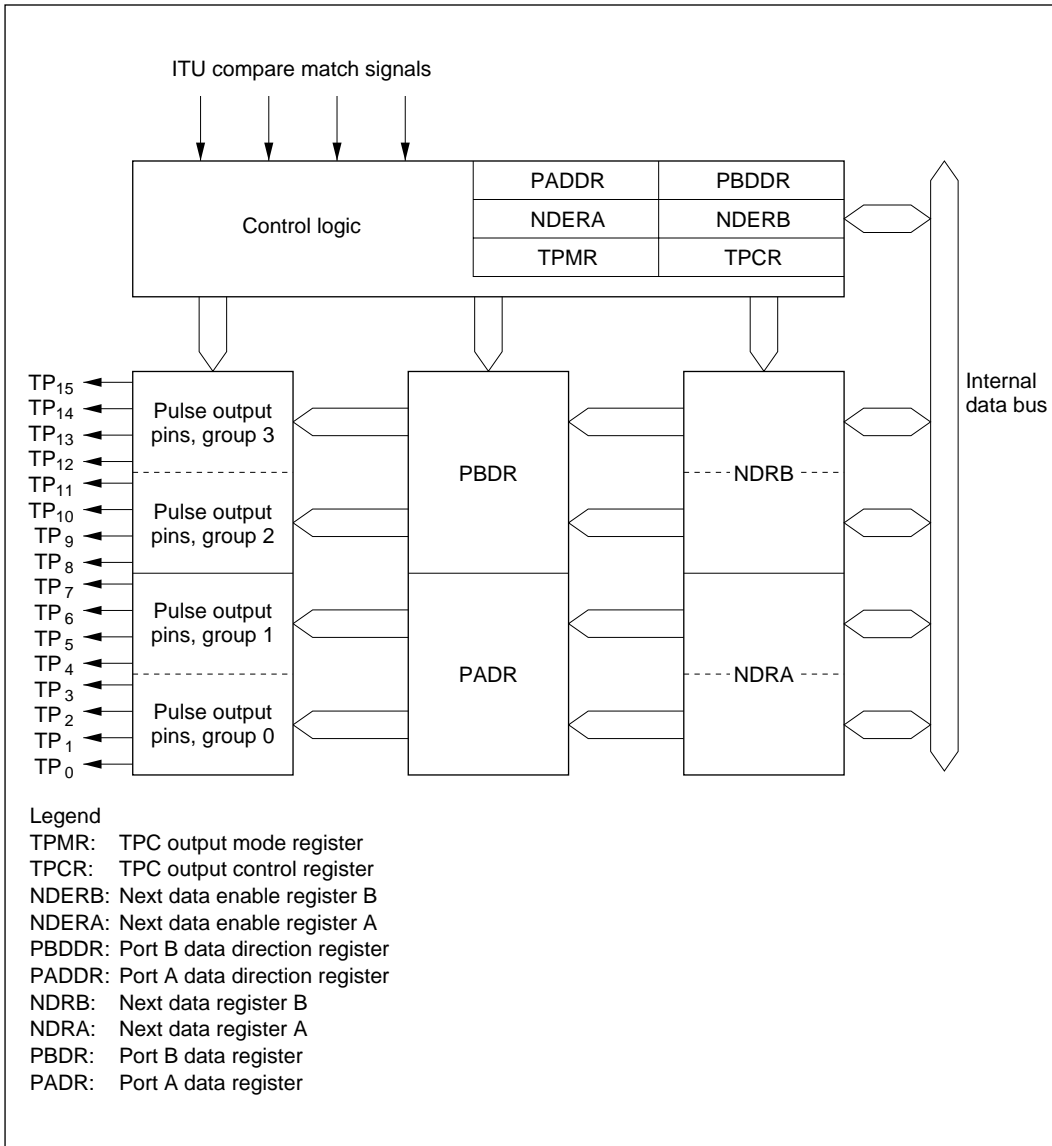 ITU compare match signals
PADDR PBDDR
Control logic NDERA NDERB
TPMR TPCR
Internal
data bus
TP15
TP14
TP13
TP12
TP11
TP10
TP9
TP8
TP7
TP6
TP5
TP4
TP3
TP2
TP1
TP0
Pulse output
pins, group 3
Pulse output
pins, group 2
Pulse output
pins, group 1
Pulse output
pins, group 0
PBDR
PADR
NDRB
NDRA
Legend
TPMR: TPC output mode register
TPCR: TPC output control register
NDERB: Next data enable register B
NDERA: Next data enable register A
PBDDR: Port B data direction register
PADDR: Port A data direction register
NDRB: Next data register B
NDRA: Next data register A
PBDR: Port B data register
PADR: Port A data register